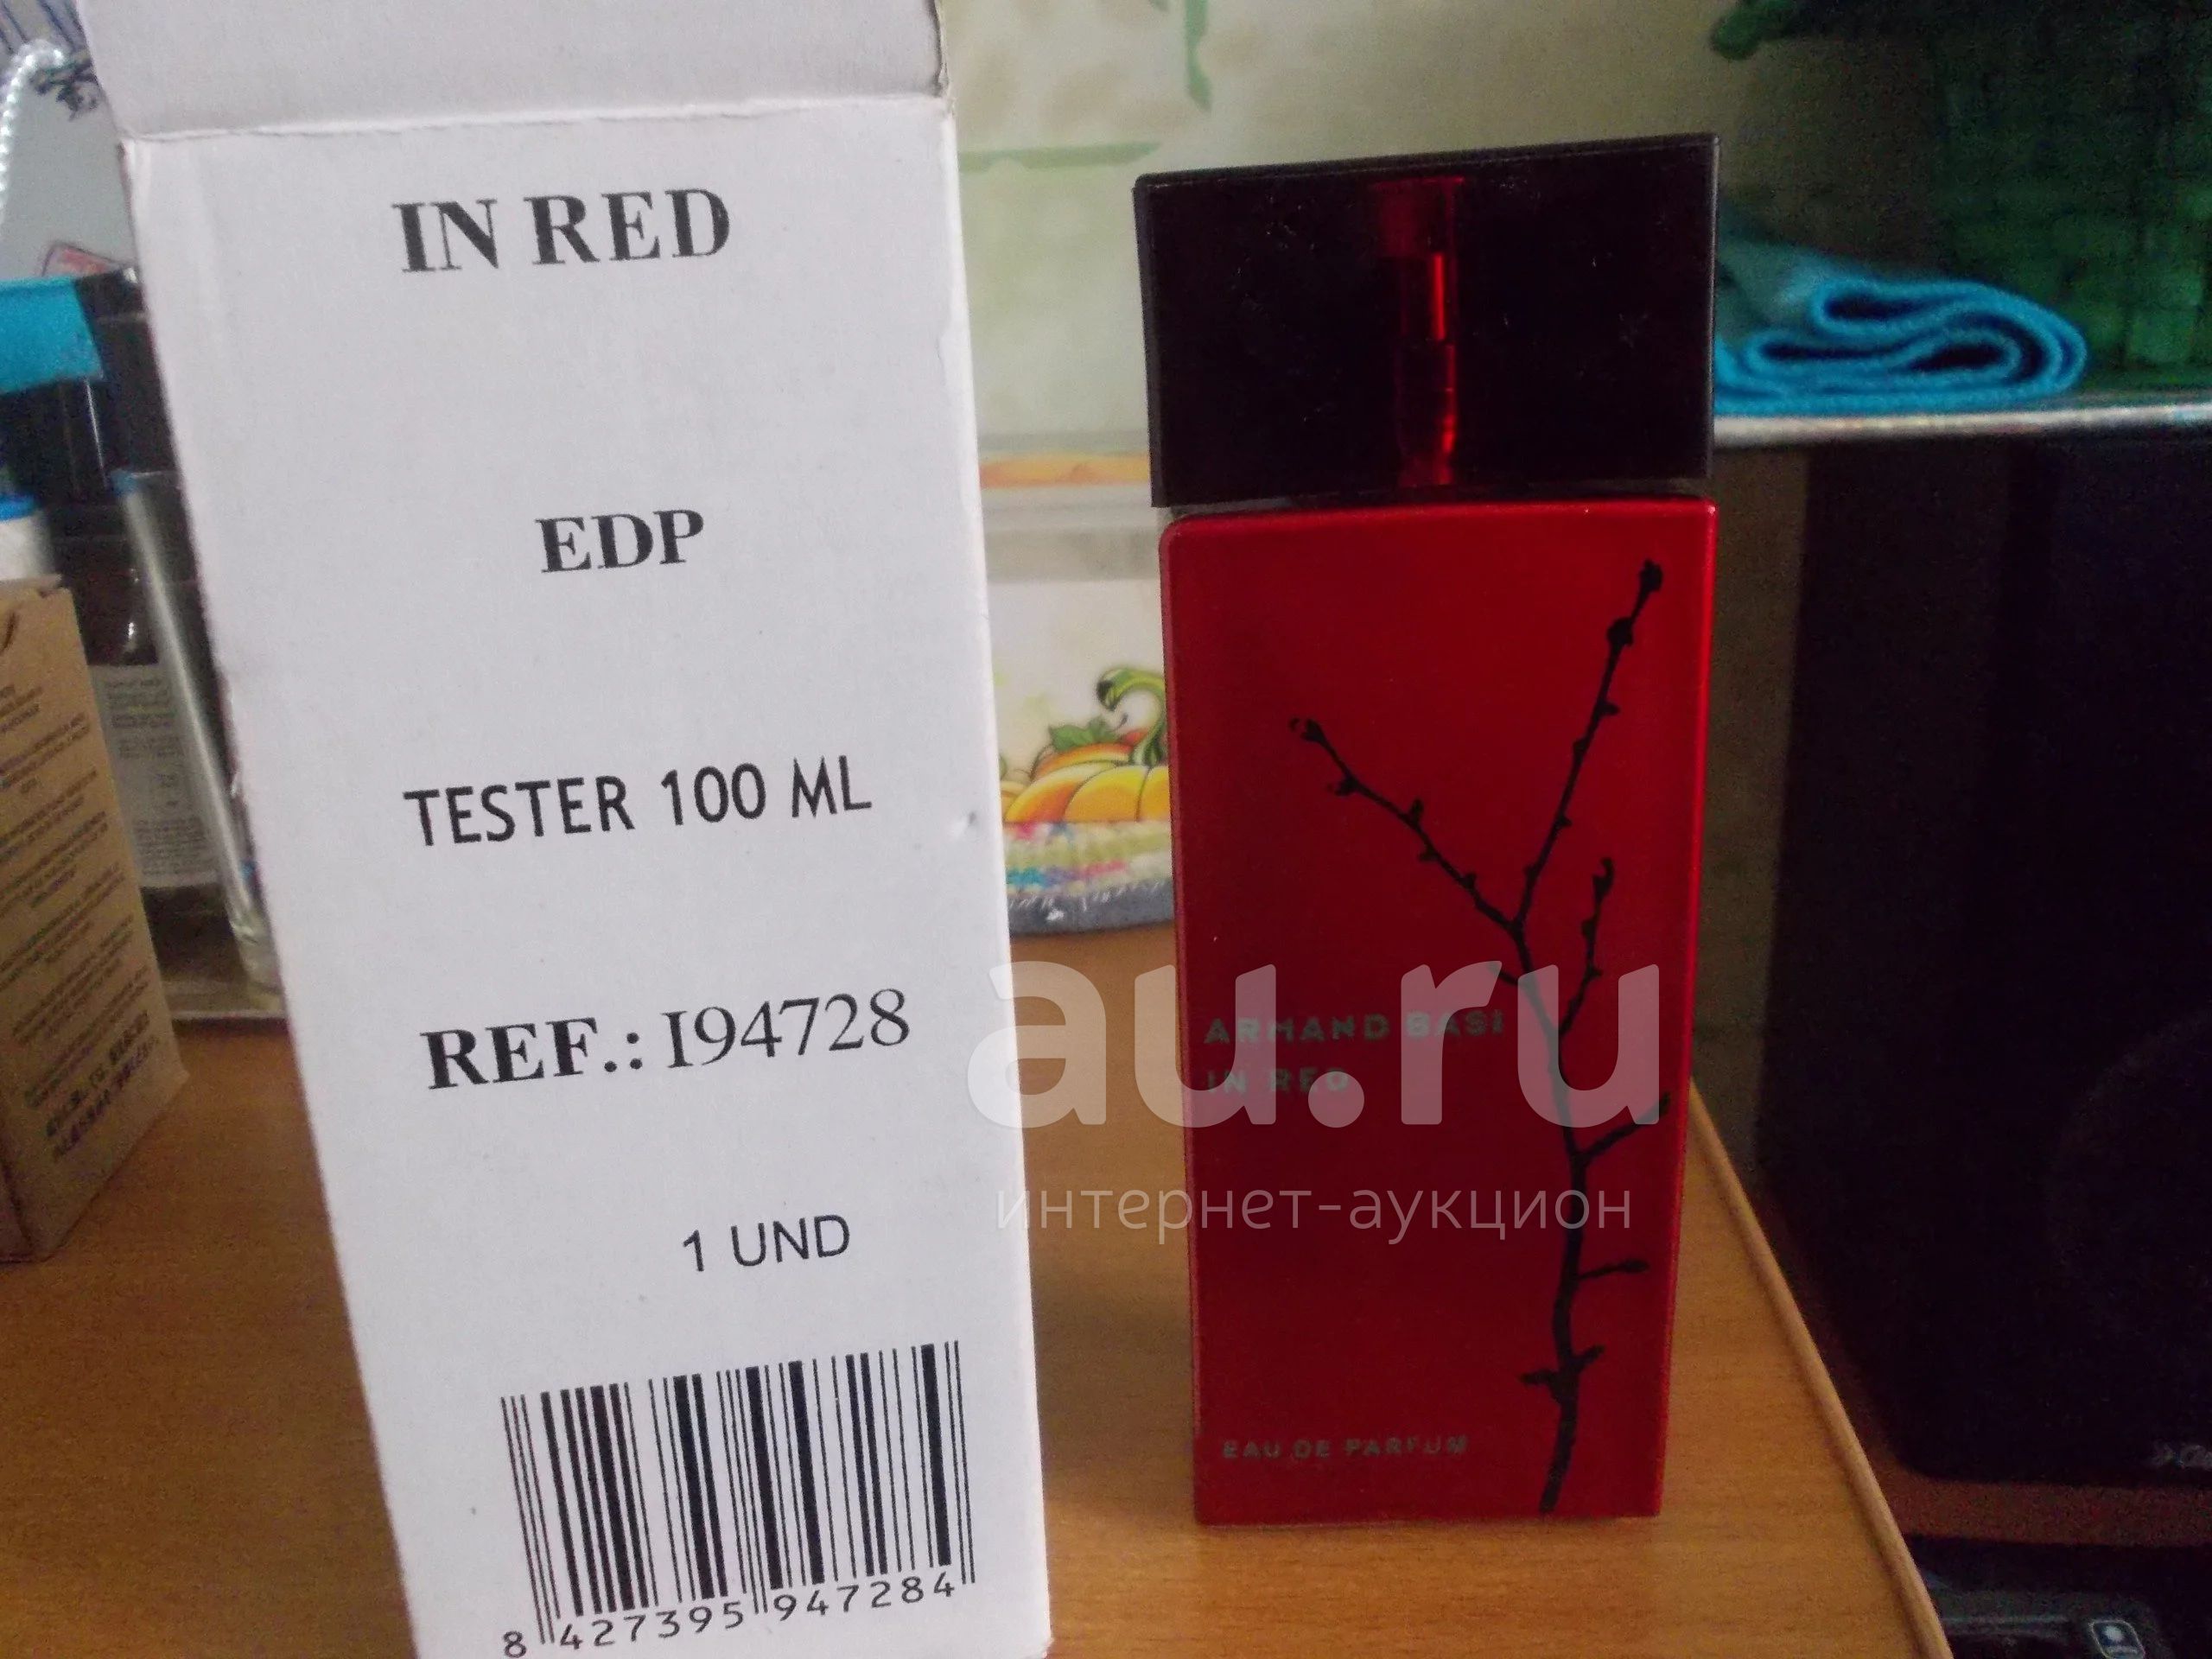 IN RED
EDP
TESTER 100 ML
REF.: I94728
1 UND
8 427395 947284
ARMAND BASI
IN RED
EAU DE PARFUM
au.ru
интернет-аукцион